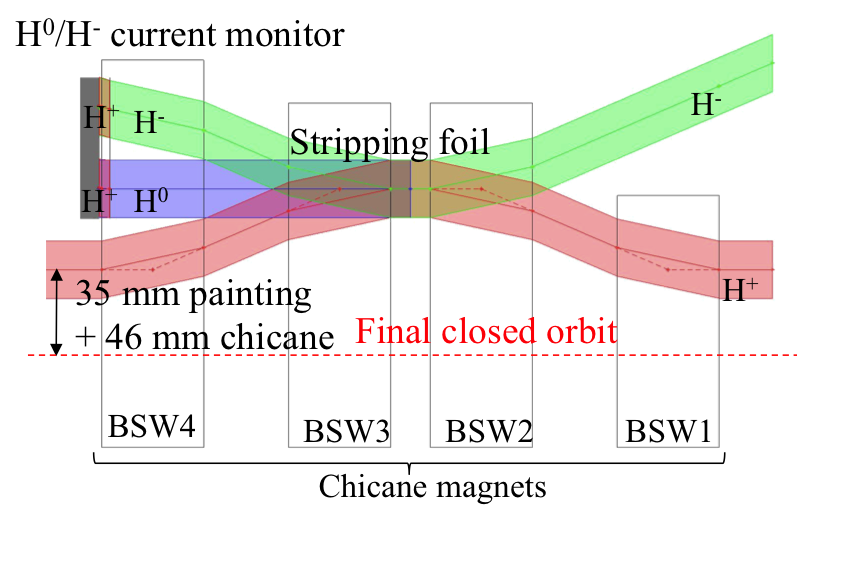 H⁰/H⁻ current monitor
H⁺ H⁻
H⁻
Stripping foil
H⁺ H⁰
35 mm painting
+ 46 mm chicane
Final closed orbit
H⁺
BSW4
BSW3
BSW2
BSW1
Chicane magnets